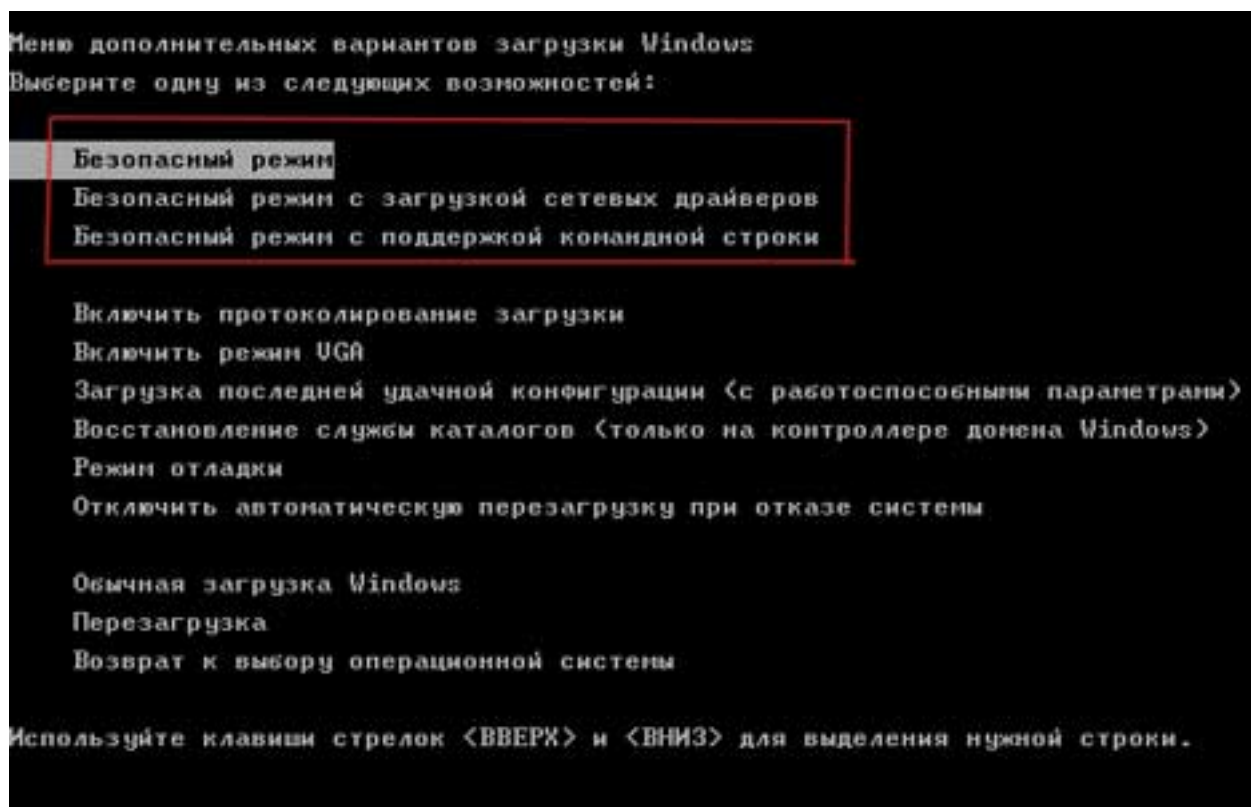 Меню дополнительных вариантов загрузки Windows
Выберите одну из следующих возможностей:
Безопасный режим
Безопасный режим с загрузкой сетевых драйверов
Безопасный режим с поддержкой командной строки
Включить протоколирование загрузки
Включить режим VGA
Загрузка последней удачной конфигурации (с работоспособными параметрами)
Восстановление службы каталогов (только на контроллере домена Windows)
Режим отладки
Отключить автоматическую перезагрузку при отказе системы
Обычная загрузка Windows
Перезагрузка
Возврат к выбору операционной системы
Используйте клавиши стрелок <ВВЕРХ> и <ВНИЗ> для выделения нужной строки.